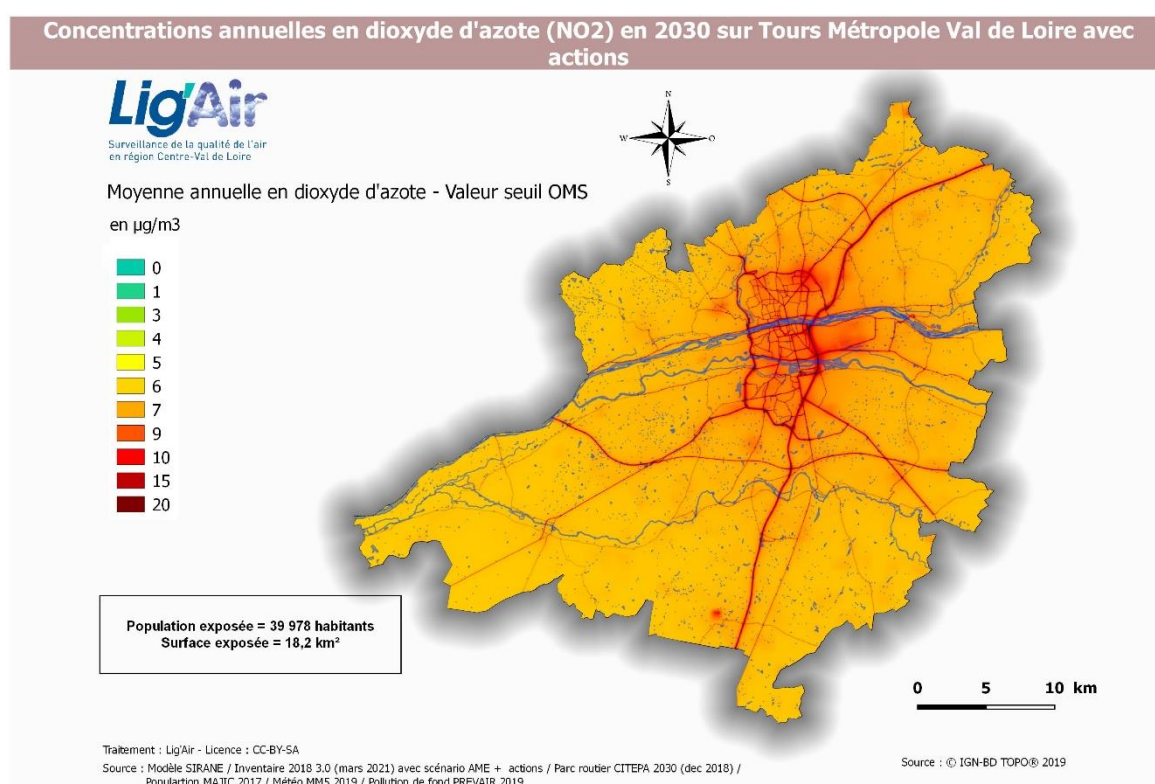 Concentrations annuelles en dioxyde d'azote (NO2) en 2030 sur Tours Métropole Val de Loire avec
actions
Lig'Air
Surveillance de la qualité de l'air
en région Centre-Val de Loire
N
W
O
S
Moyenne annuelle en dioxyde d'azote - Valeur seuil OMS
en µg/m3
0
1
3
4
5
6
7
9
10
15
20
Population exposée = 39 978 habitants
Surface exposée = 18,2 km²
0 5 10 km
Traitement : Lig'Air - Licence : CC-BY-SA
Source : Modèle SIRANE / Inventaire 2018 3.0 (mars 2021) avec scénario AME + actions / Parc routier CITEPA 2030 (dec 2018) /
Populartion MAJIC 2017 / Météo MM5 2019 / Pollution de fond PREVAIR 2019
Source : © IGN-BD TOPO® 2019